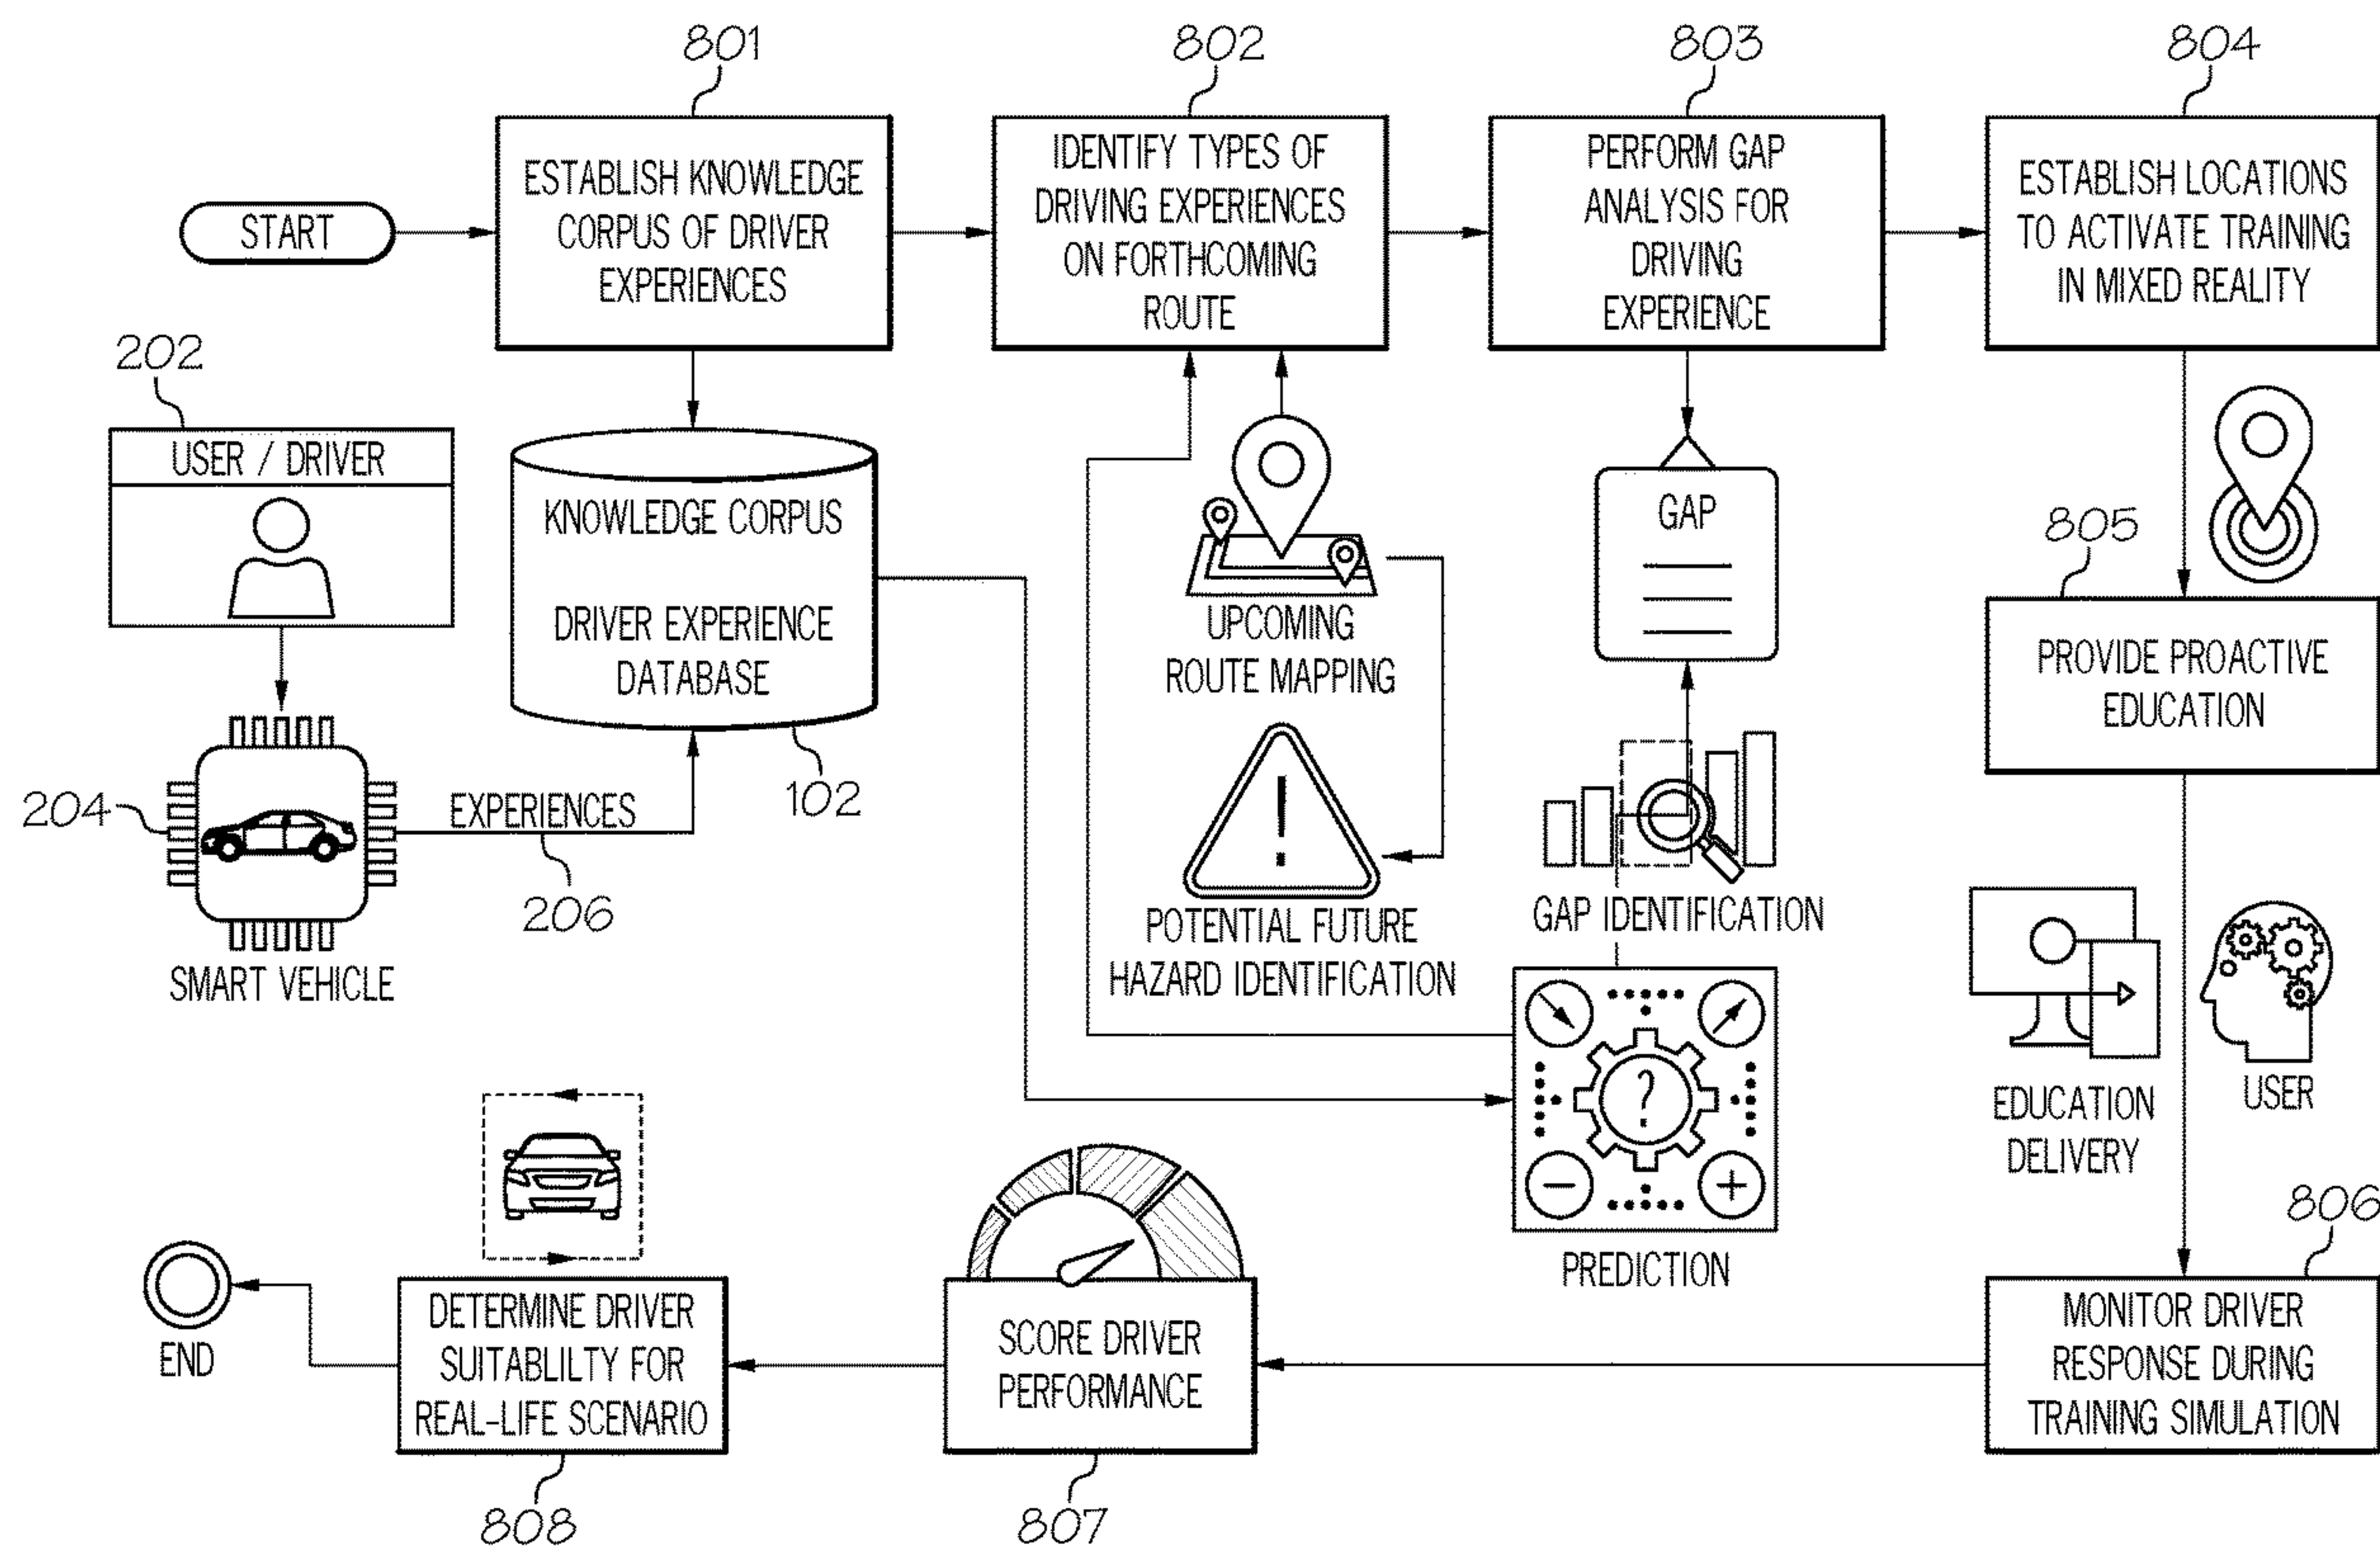 801
802
803
804
START
ESTABLISH KNOWLEDGE
CORPUS OF DRIVER
EXPERIENCES
IDENTIFY TYPES OF
DRIVING EXPERIENCES
ON FORTHCOMING
ROUTE
PERFORM GAP
ANALYSIS FOR
DRIVING
EXPERIENCE
ESTABLISH LOCATIONS
TO ACTIVATE TRAINING
IN MIXED REALITY
202
USER / DRIVER
KNOWLEDGE CORPUS
DRIVER EXPERIENCE
DATABASE
102
204
SMART VEHICLE
EXPERIENCES
206
UPCOMING
ROUTE MAPPING
!
POTENTIAL FUTURE
HAZARD IDENTIFICATION
GAP
GAP IDENTIFICATION
805
PROVIDE PROACTIVE
EDUCATION
?
− +
PREDICTION
EDUCATION
DELIVERY
USER
806
MONITOR DRIVER
RESPONSE DURING
TRAINING SIMULATION
SCORE DRIVER
PERFORMANCE
807
DETERMINE DRIVER
SUITABLILTY FOR
REAL-LIFE SCENARIO
808
END